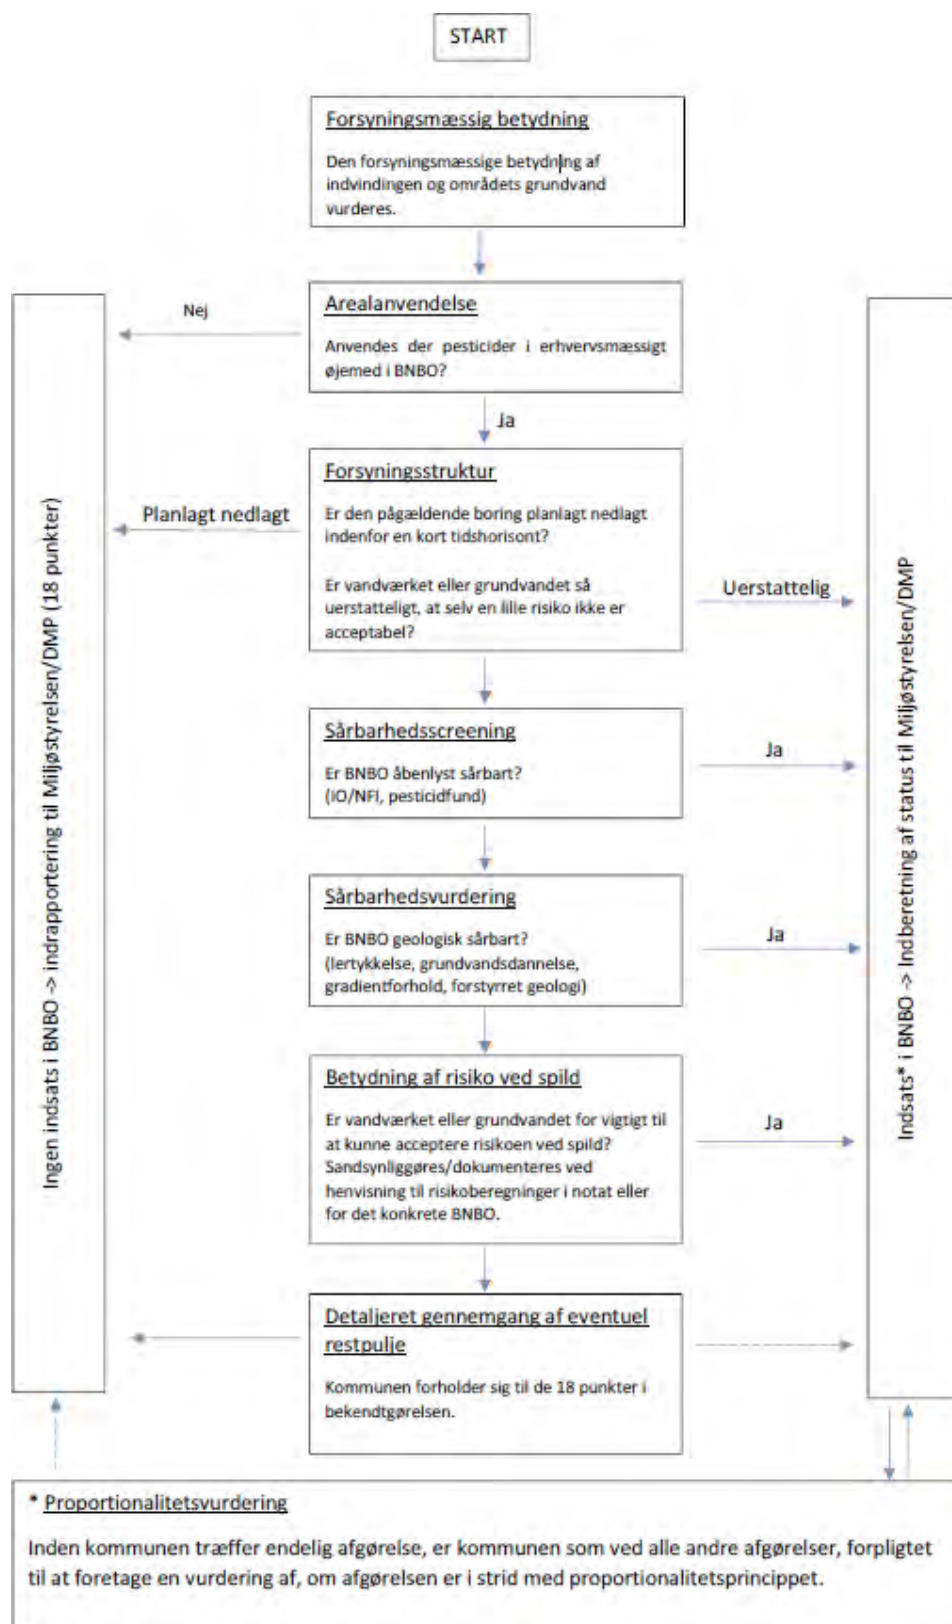 START
Forsyningsmæssig betydning
Den forsyningsmæssige betydning af
indvindingen og områdets grundvand
vurderes.
Arealanvendelse
Anvendes der pesticider i erhvervsmæssigt
øjemed i BNBO?
Nej
Ja
Forsyningsstruktur
Er den pågældende boring planlagt nedlagt
indenfor en kort tidshorisont?
Er vandværket eller grundvandet så
uerstatteligt, at selv en lille risiko ikke er
acceptabel?
Planlagt nedlagt
Uerstattelig
Sårbarhedsscreening
Er BNBO åbenlyst sårbart?
(IO/NFI, pesticidfund)
Ja
Sårbarhedsvurdering
Er BNBO geologisk sårbart?
(lertykkelse, grundvandsdannelse,
gradientforhold, forstyrret geologi)
Ja
Betydning af risiko ved spild
Er vandværket eller grundvandet for vigtigt til
at kunne acceptere risikoen ved spild?
Sandsynliggøres/dokumenteres ved
henvisning til risikoberegninger i notat eller
for det konkrete BNBO.
Ja
Detaljeret gennemgang af eventuel
restpulje
Kommunen forholder sig til de 18 punkter i
bekendtgørelsen.
Ingen indsats i BNBO -> indrapportering til Miljøstyrelsen/DMP (18 punkter)
Indsats* i BNBO -> Indberetning af status til Miljøstyrelsen/DMP
* Proportionalitetsvurdering
Inden kommunen træffer endelig afgørelse, er kommunen som ved alle andre afgørelser, forpligtet
til at foretage en vurdering af, om afgørelsen er i strid med proportionalitetsprincippet.